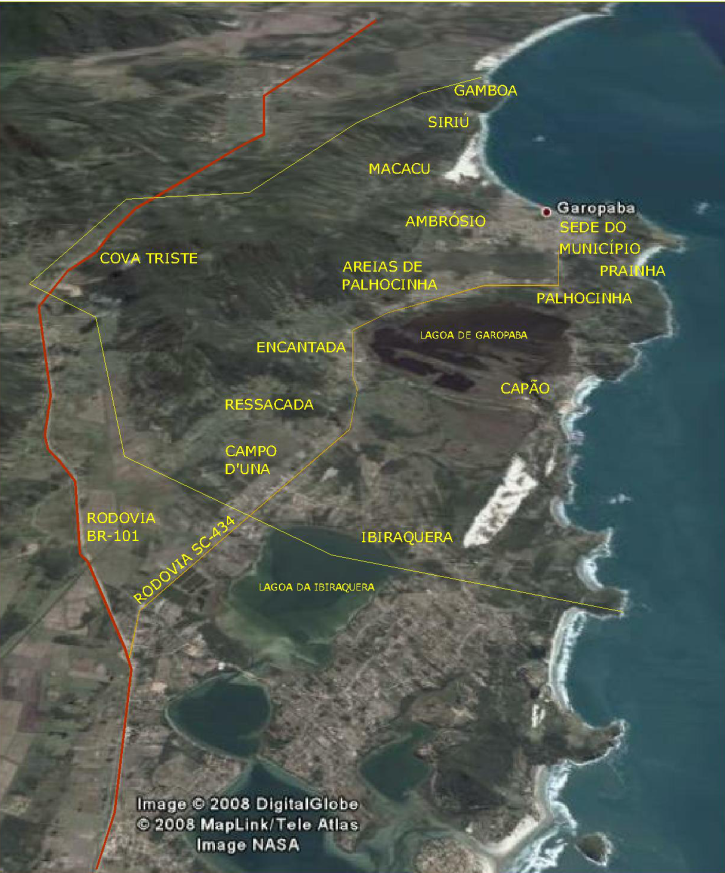 GAMBOA
SIRIÚ
MACACU
Garopaba
AMBRÓSIO
SEDE DO
MUNICÍPIO
COVA TRISTE
AREIAS DE
PALHOCINHA
PRAINHA
PALHOCINHA
LAGOA DE GAROPABA
ENCANTADA
CAPÃO
RESSACADA
CAMPO
D'UNA
RODOVIA
BR-101
RODOVIA SC-434
IBIRAQUERA
LAGOA DA IBIRAQUERA
Image © 2008 DigitalGlobe
© 2008 MapLink/Tele Atlas
Image NASA